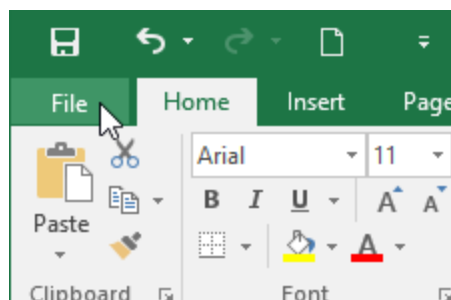 File Home Insert Page
Arial 11
B I U A A
Paste
A
Clipboard Font